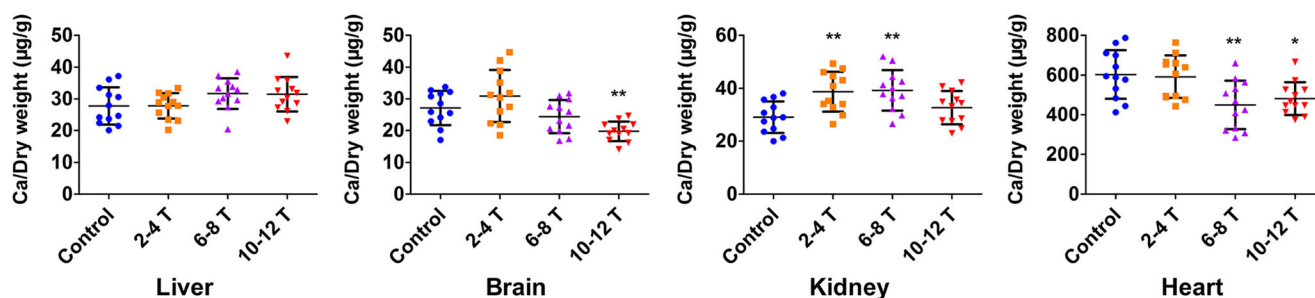 Ca/Dry weight (µg/g)
50
40
30
20
10
0
Control
2-4 T
6-8 T
10-12 T
Liver
Ca/Dry weight (µg/g)
50
40
30
20
10
0
**
Control
2-4 T
6-8 T
10-12 T
Brain
Ca/Dry weight (µg/g)
60
40
20
0
**
**
Control
2-4 T
6-8 T
10-12 T
Kidney
Ca/Dry weight (µg/g)
800
600
400
200
0
**
*
Control
2-4 T
6-8 T
10-12 T
Heart